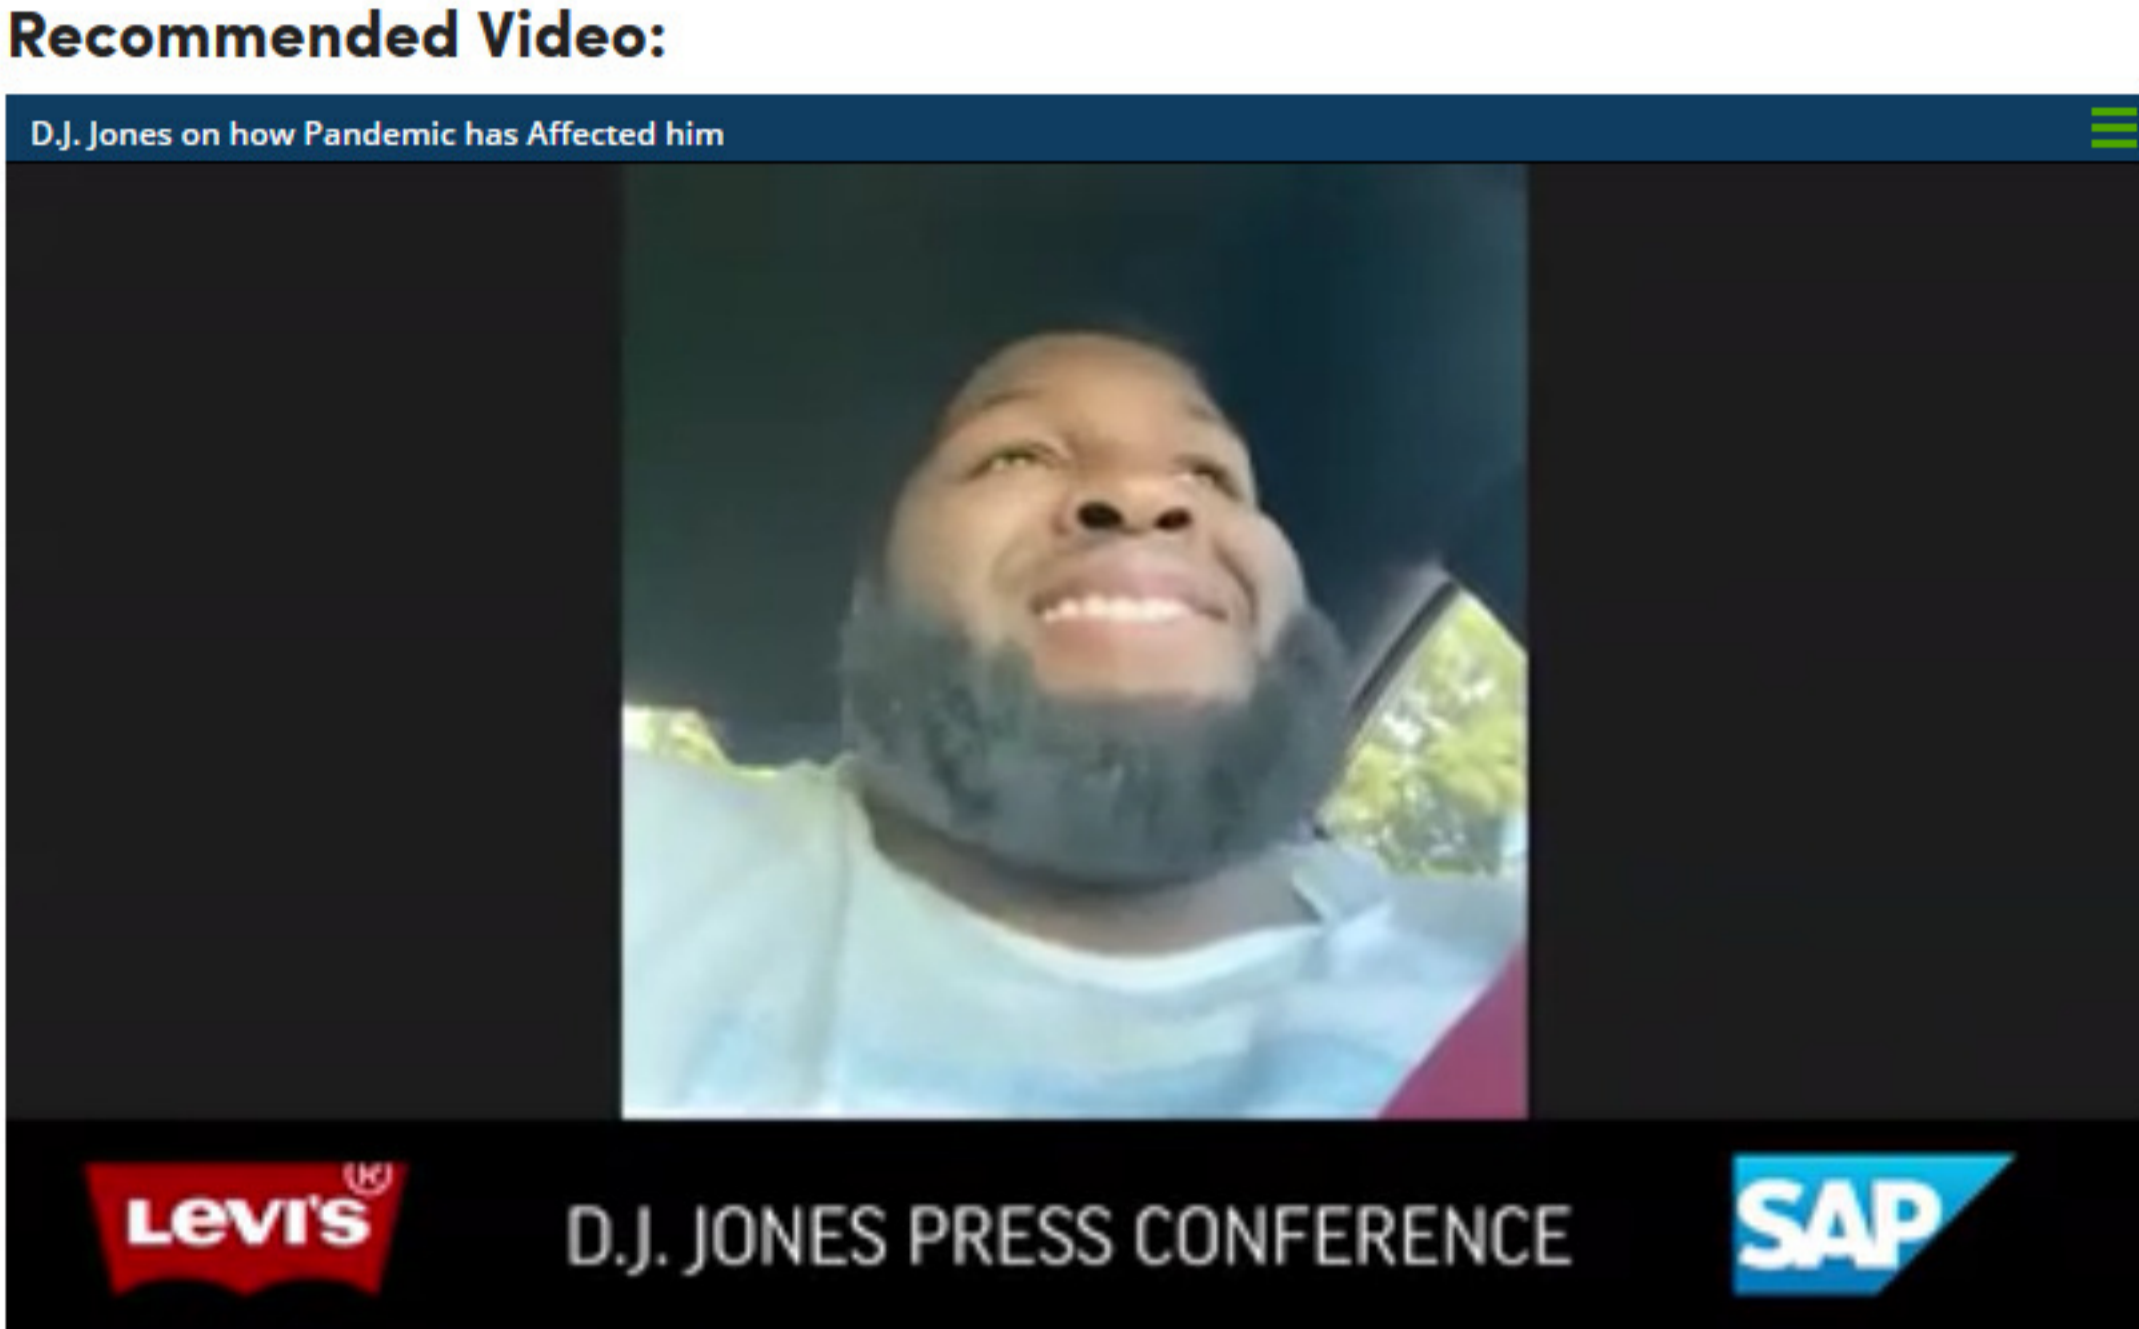 Recommended Video:
D.J. Jones on how Pandemic has Affected him
LEVI'S®
D.J. JONES PRESS CONFERENCE
SAP